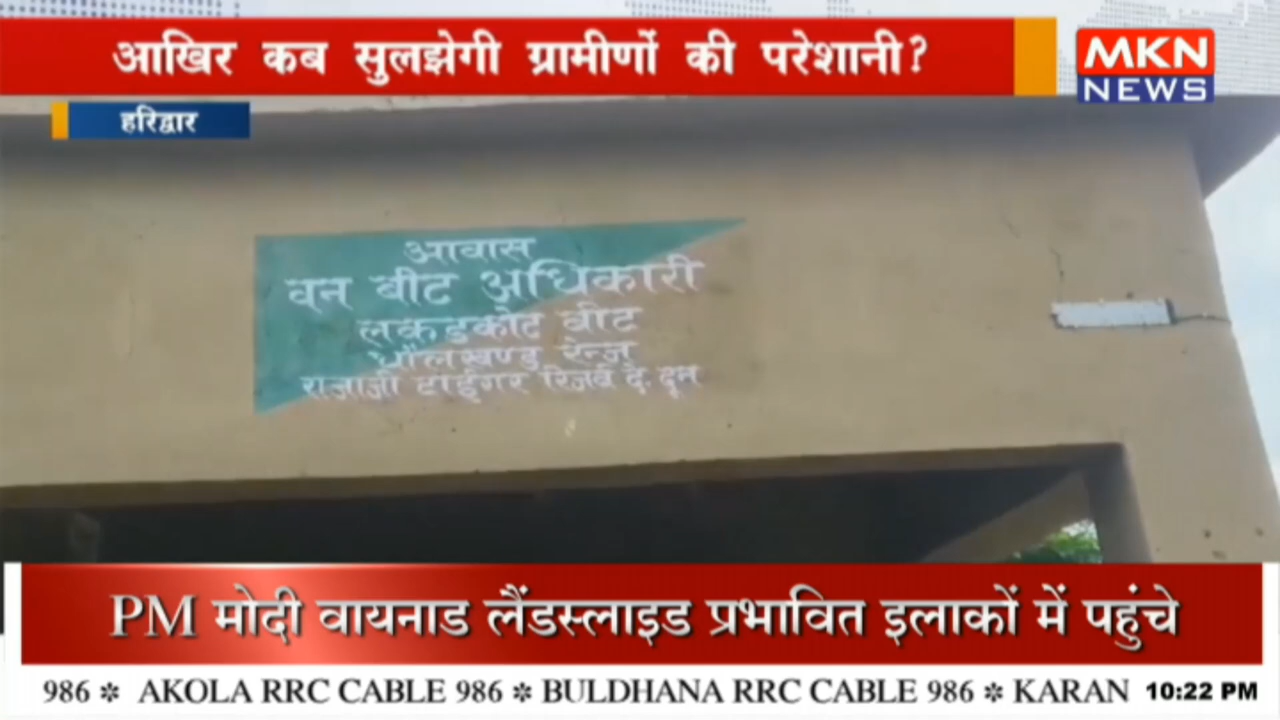 आखिर कब सुलझेगी ग्रामीणों की परेशानी?
MKN
NEWS
हरिद्वार
आवास
वन बीट अधिकारी
लकडकोट बीट
धौलखण्ड रेन्ज
राजाजी टाईगर रिजर्व दे. दून
PM मोदी वायनाड लैंडस्लाइड प्रभावित इलाकों में पहुंचे
986 ✲ AKOLA RRC CABLE 986 ✲ BULDHANA RRC CABLE 986 ✲ KARAN
10:22 PM